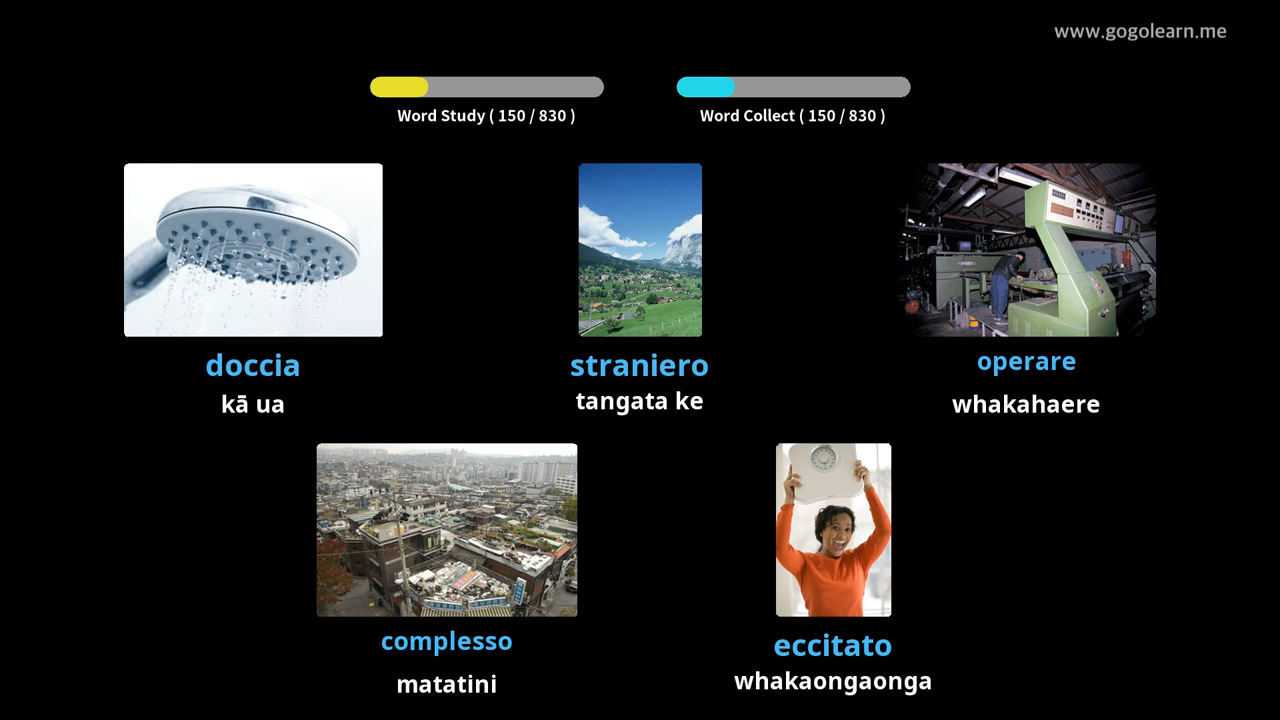 www.gogolearn.me
Word Study ( 150 / 830 )
Word Collect ( 150 / 830 )
doccia
kā ua
straniero
tangata ke
operare
whakahaere
complesso
matatini
eccitato
whakaongaonga